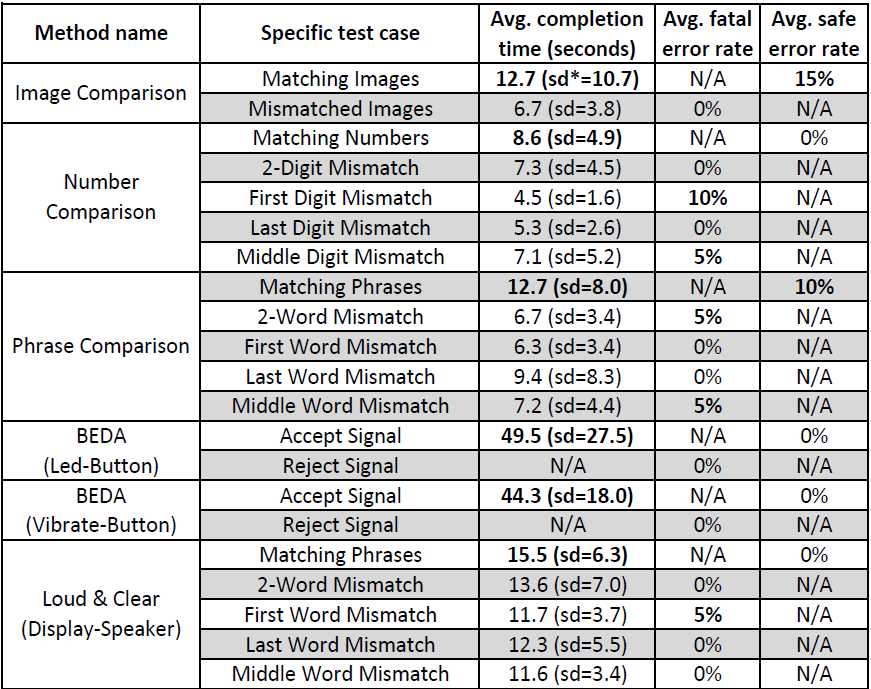 Method name Specific test case Avg. completion time (seconds) Avg. fatal error rate Avg. safe error rate
Image Comparison Matching Images 12.7 (sd*=10.7) N/A 15%
Mismatched Images 6.7 (sd=3.8) 0% N/A
Number Comparison Matching Numbers 8.6 (sd=4.9) N/A 0%
2-Digit Mismatch 7.3 (sd=4.5) 0% N/A
First Digit Mismatch 4.5 (sd=1.6) 10% N/A
Last Digit Mismatch 5.3 (sd=2.6) 0% N/A
Middle Digit Mismatch 7.1 (sd=5.2) 5% N/A
Phrase Comparison Matching Phrases 12.7 (sd=8.0) N/A 10%
2-Word Mismatch 6.7 (sd=3.4) 5% N/A
First Word Mismatch 6.3 (sd=3.4) 0% N/A
Last Word Mismatch 9.4 (sd=8.3) 0% N/A
Middle Word Mismatch 7.2 (sd=4.4) 5% N/A
BEDA (Led-Button) Accept Signal 49.5 (sd=27.5) N/A 0%
Reject Signal N/A 0% N/A
BEDA (Vibrate-Button) Accept Signal 44.3 (sd=18.0) N/A 0%
Reject Signal N/A 0% N/A
Loud & Clear (Display-Speaker) Matching Phrases 15.5 (sd=6.3) N/A 0%
2-Word Mismatch 13.6 (sd=7.0) 0% N/A
First Word Mismatch 11.7 (sd=3.7) 5% N/A
Last Word Mismatch 12.3 (sd=5.5) 0% N/A
Middle Word Mismatch 11.6 (sd=3.4) 0% N/A